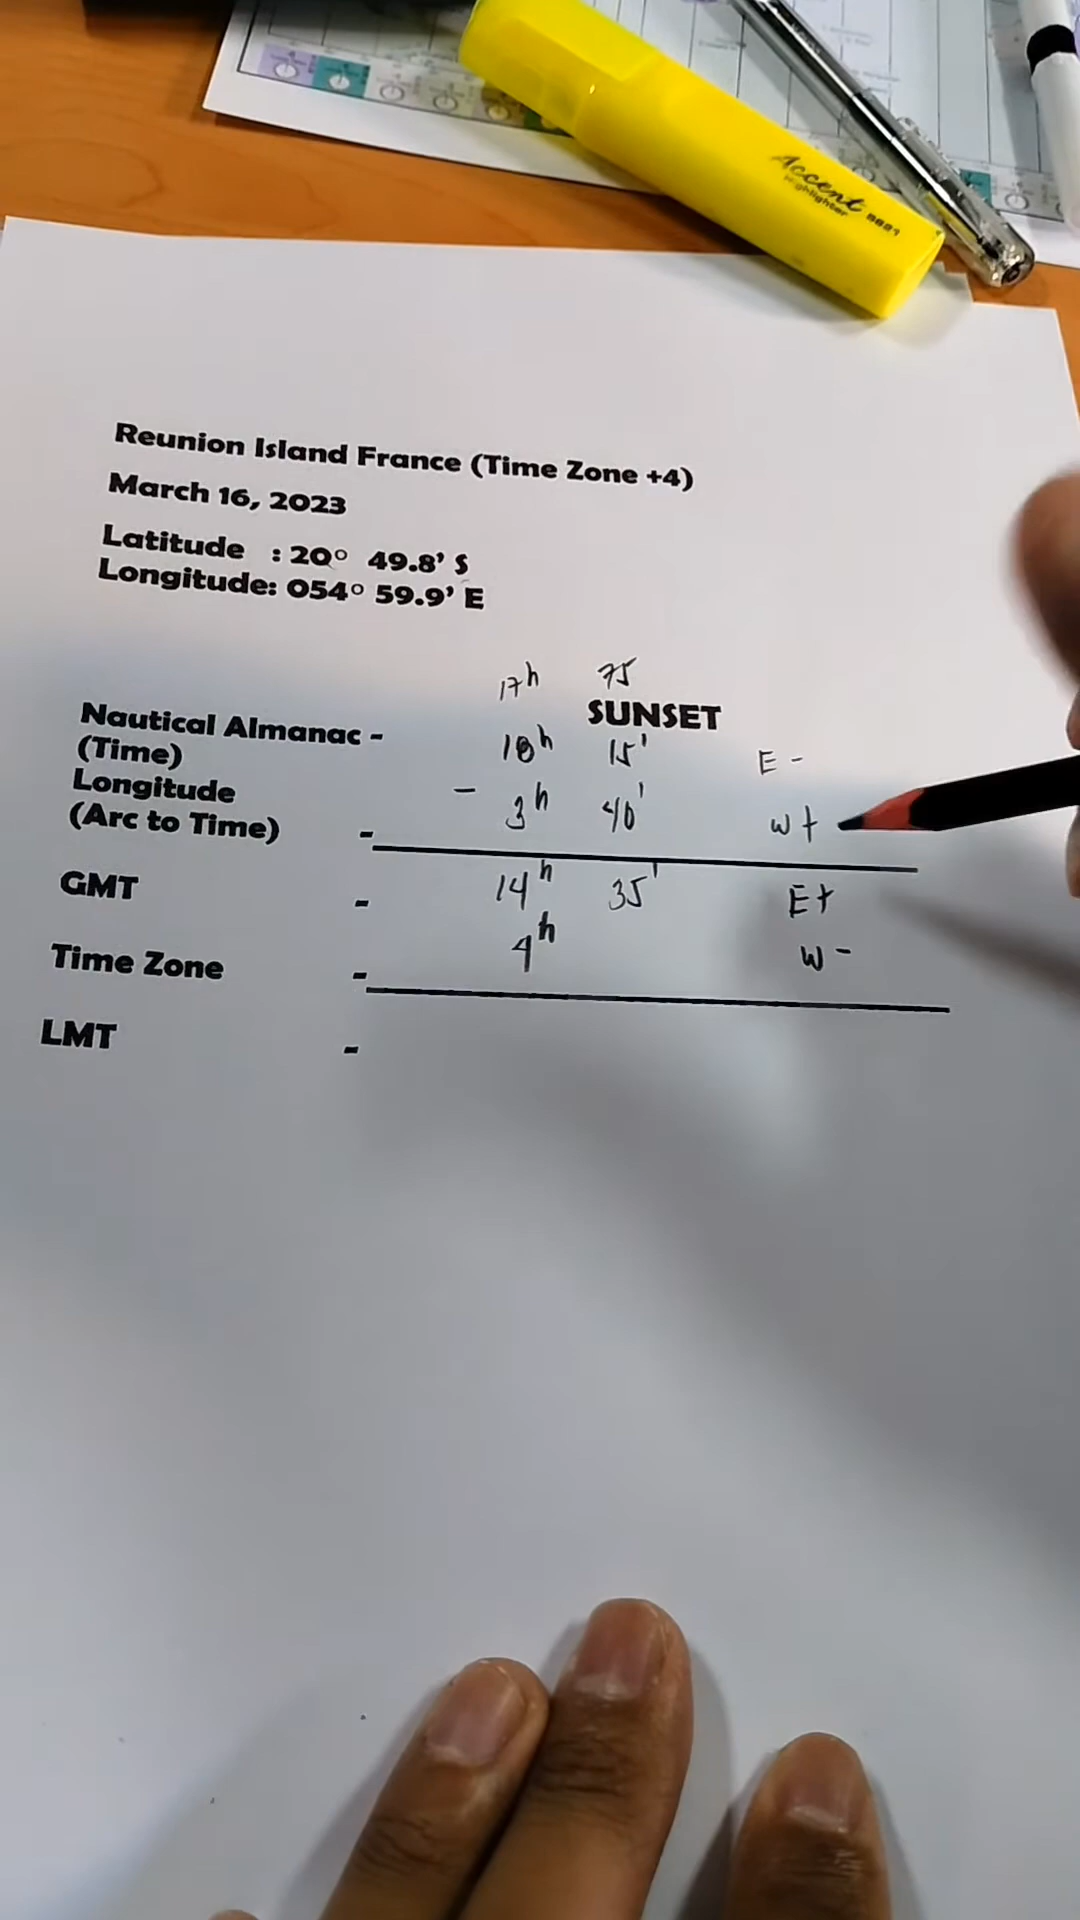 Accent
Highlighter
Reunion Island France (Time Zone +4)
March 16, 2023
Latitude : 20° 49.8' S
Longitude: 054° 59.9' E
17h 75
SUNSET
Nautical Almanac - 18h 15' E -
(Time)
Longitude - 3h 40' W +
(Arc to Time) -
GMT - 14h 35' E +
Time Zone - 4h W -
LMT -